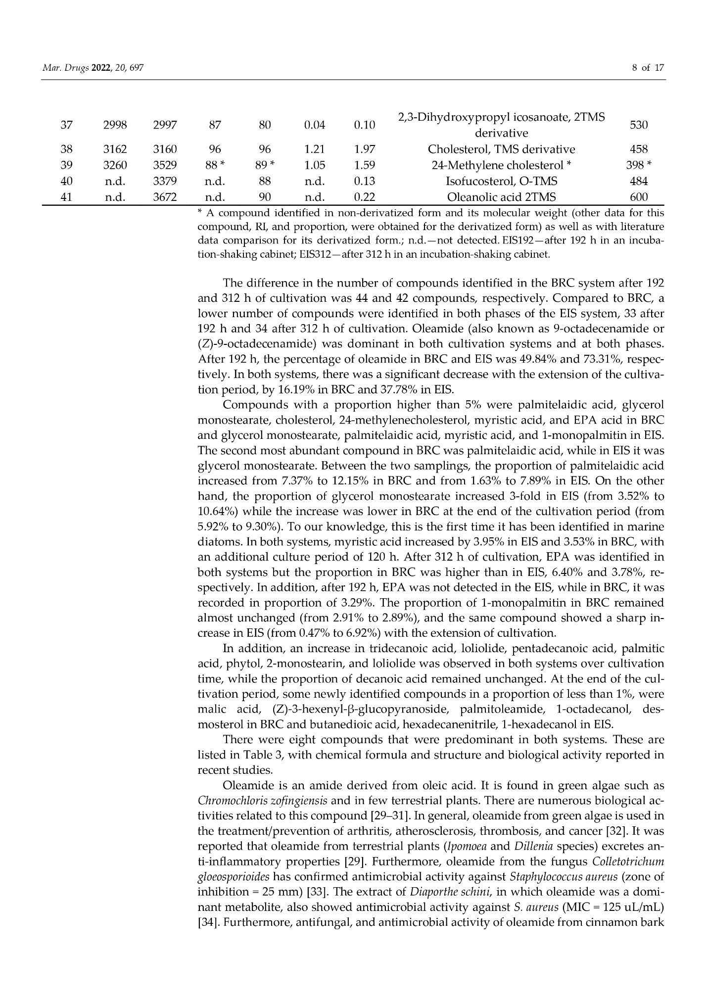 Mar. Drugs 2022, 20, 697 8 of 17
37 2998 2997 87 80 0.04 0.10 2,3-Dihydroxypropyl icosanoate, 2TMS derivative 530
38 3162 3160 96 96 1.21 1.97 Cholesterol, TMS derivative 458
39 3260 3529 88 * 89 * 1.05 1.59 24-Methylene cholesterol * 398 *
40 n.d. 3379 n.d. 88 n.d. 0.13 Isofucosterol, O-TMS 484
41 n.d. 3672 n.d. 90 n.d. 0.22 Oleanolic acid 2TMS 600
* A compound identified in non-derivatized form and its molecular weight (other data for this
compound, RI, and proportion, were obtained for the derivatized form) as well as with literature
data comparison for its derivatized form.; n.d.—not detected. EIS192—after 192 h in an incuba-
tion-shaking cabinet; EIS312—after 312 h in an incubation-shaking cabinet.
The difference in the number of compounds identified in the BRC system after 192
and 312 h of cultivation was 44 and 42 compounds, respectively. Compared to BRC, a
lower number of compounds were identified in both phases of the EIS system, 33 after
192 h and 34 after 312 h of cultivation. Oleamide (also known as 9-octadecenamide or
(Z)-9-octadecenamide) was dominant in both cultivation systems and at both phases.
After 192 h, the percentage of oleamide in BRC and EIS was 49.84% and 73.31%, respec-
tively. In both systems, there was a significant decrease with the extension of the cultiva-
tion period, by 16.19% in BRC and 37.78% in EIS.
Compounds with a proportion higher than 5% were palmitelaidic acid, glycerol
monostearate, cholesterol, 24-methylenecholesterol, myristic acid, and EPA acid in BRC
and glycerol monostearate, palmitelaidic acid, myristic acid, and 1-monopalmitin in EIS.
The second most abundant compound in BRC was palmitelaidic acid, while in EIS it was
glycerol monostearate. Between the two samplings, the proportion of palmitelaidic acid
increased from 7.37% to 12.15% in BRC and from 1.63% to 7.89% in EIS. On the other
hand, the proportion of glycerol monostearate increased 3-fold in EIS (from 3.52% to
10.64%) while the increase was lower in BRC at the end of the cultivation period (from
5.92% to 9.30%). To our knowledge, this is the first time it has been identified in marine
diatoms. In both systems, myristic acid increased by 3.95% in EIS and 3.53% in BRC, with
an additional culture period of 120 h. After 312 h of cultivation, EPA was identified in
both systems but the proportion in BRC was higher than in EIS, 6.40% and 3.78%, re-
spectively. In addition, after 192 h, EPA was not detected in the EIS, while in BRC, it was
recorded in proportion of 3.29%. The proportion of 1-monopalmitin in BRC remained
almost unchanged (from 2.91% to 2.89%), and the same compound showed a sharp in-
crease in EIS (from 0.47% to 6.92%) with the extension of cultivation.
In addition, an increase in tridecanoic acid, loliolide, pentadecanoic acid, palmitic
acid, phytol, 2-monostearin, and loliolide was observed in both systems over cultivation
time, while the proportion of decanoic acid remained unchanged. At the end of the cul-
tivation period, some newly identified compounds in a proportion of less than 1%, were
malic acid, (Z)-3-hexenyl-β-glucopyranoside, palmitoleamide, 1-octadecanol, des-
mosterol in BRC and butanedioic acid, hexadecanenitrile, 1-hexadecanol in EIS.
There were eight compounds that were predominant in both systems. These are
listed in Table 3, with chemical formula and structure and biological activity reported in
recent studies.
Oleamide is an amide derived from oleic acid. It is found in green algae such as
Chromochloris zofingiensis and in few terrestrial plants. There are numerous biological ac-
tivities related to this compound [29–31]. In general, oleamide from green algae is used in
the treatment/prevention of arthritis, atherosclerosis, thrombosis, and cancer [32]. It was
reported that oleamide from terrestrial plants (Ipomoea and Dillenia species) excretes an-
ti-inflammatory properties [29]. Furthermore, oleamide from the fungus Colletotrichum
gloeosporioides has confirmed antimicrobial activity against Staphylococcus aureus (zone of
inhibition = 25 mm) [33]. The extract of Diaporthe schini, in which oleamide was a domi-
nant metabolite, also showed antimicrobial activity against S. aureus (MIC = 125 uL/mL)
[34]. Furthermore, antifungal, and antimicrobial activity of oleamide from cinnamon bark